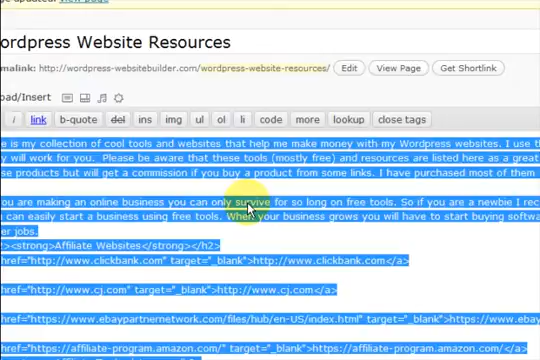 updated. View page
ordpress Website Resources
malink: http://wordpress-websitebuilder.com/wordpress-website-resources/ Edit View Page Get Shortlink
oad/Insert
i link b-quote del ins img ul ol li code more lookup close tags
e is my collection of cool tools and websites that help me make money with my Wordpress websites. I use t
y will work for you. Please be aware that these tools (mostly free) and resources are listed here as a great
se products but will get a commission if you buy a product from some links. I have purchased most of them
ou are making an online business you can only survive for so long on free tools. So if you are a newbie I rec
can easily start a business using free tools. When your business grows you will have to start buying softwa
er jobs.
2><strong>Affiliate Websites</strong></h2>
href="http://www.clickbank.com" target="_blank">http://www.clickbank.com</a>
href="http://www.cj.com" target="_blank">http://www.cj.com</a>
href="https://www.ebaypartnernetwork.com/files/hub/en-US/index.html" target="_blank">https://www.eba
href="https://affiliate-program.amazon.com/" target="_blank">https://affiliate-program.amazon.com/</a>